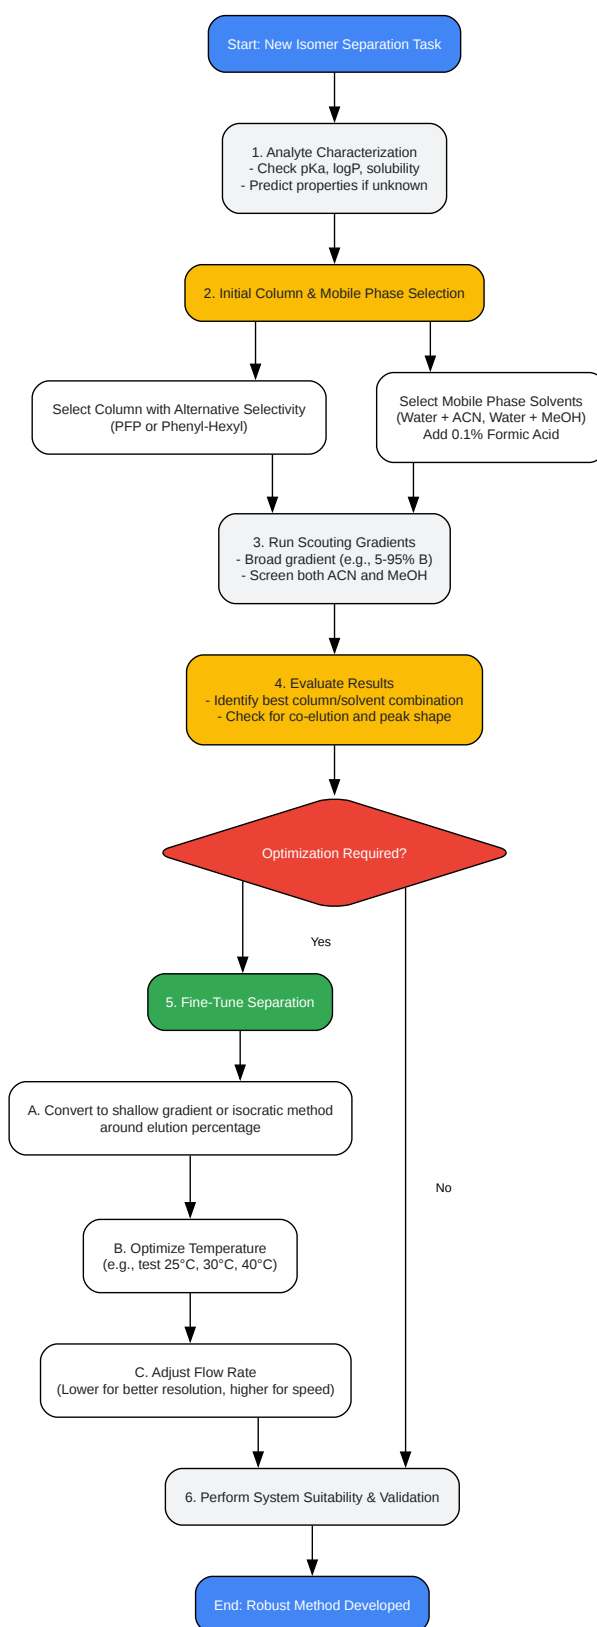 Start: New Isomer Separation Task
1. Analyte Characterization
- Check pKa, logP, solubility
- Predict properties if unknown
2. Initial Column & Mobile Phase Selection
Select Column with Alternative Selectivity
(PFP or Phenyl-Hexyl)
Select Mobile Phase Solvents
(Water + ACN, Water + MeOH)
Add 0.1% Formic Acid
3. Run Scouting Gradients
- Broad gradient (e.g., 5-95% B)
- Screen both ACN and MeOH
4. Evaluate Results
- Identify best column/solvent combination
- Check for co-elution and peak shape
Optimization Required?
Yes
5. Fine-Tune Separation
A. Convert to shallow gradient or isocratic method
around elution percentage
No
B. Optimize Temperature
(e.g., test 25°C, 30°C, 40°C)
C. Adjust Flow Rate
(Lower for better resolution, higher for speed)
6. Perform System Suitability & Validation
End: Robust Method Developed